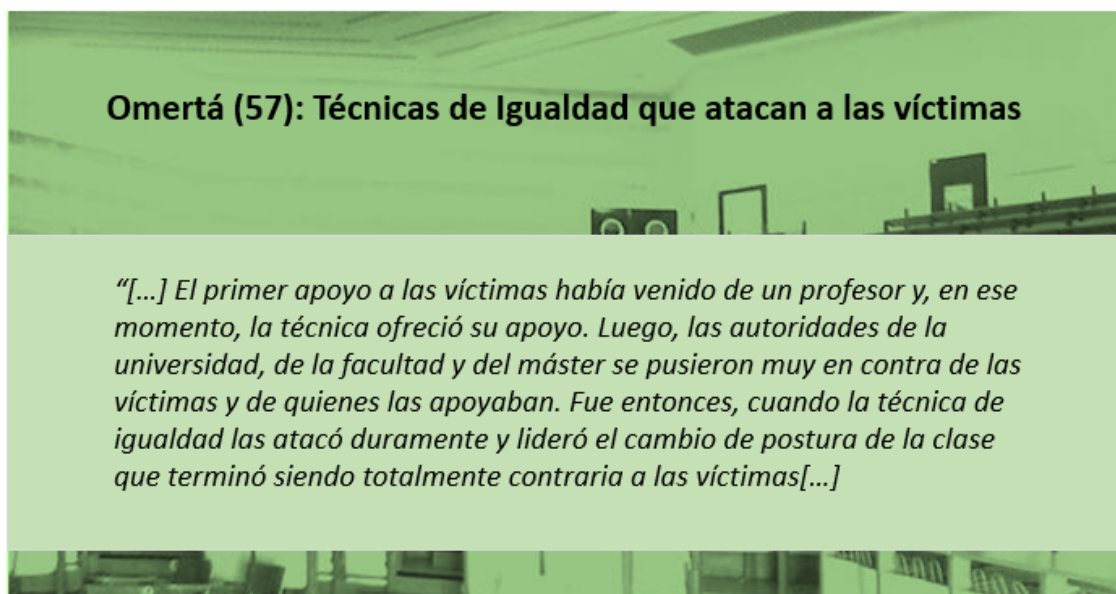 Omertá (57): Técnicas de Igualdad que atacan a las víctimas
“[…] El primer apoyo a las víctimas había venido de un profesor y, en ese
momento, la técnica ofreció su apoyo. Luego, las autoridades de la
universidad, de la facultad y del máster se pusieron muy en contra de las
víctimas y de quienes las apoyaban. Fue entonces, cuando la técnica de
igualdad las atacó duramente y lideró el cambio de postura de la clase
que terminó siendo totalmente contraria a las víctimas[…]